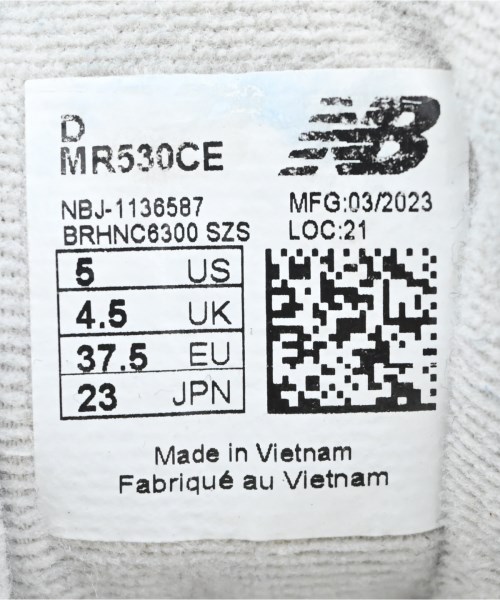 D
MR530CE
NB
NBJ-1136587
BRHNC6300 SZS
MFG:03/2023
LOC:21
5 US
4.5 UK
37.5 EU
23 JPN
Made in Vietnam
Fabriqué au Vietnam